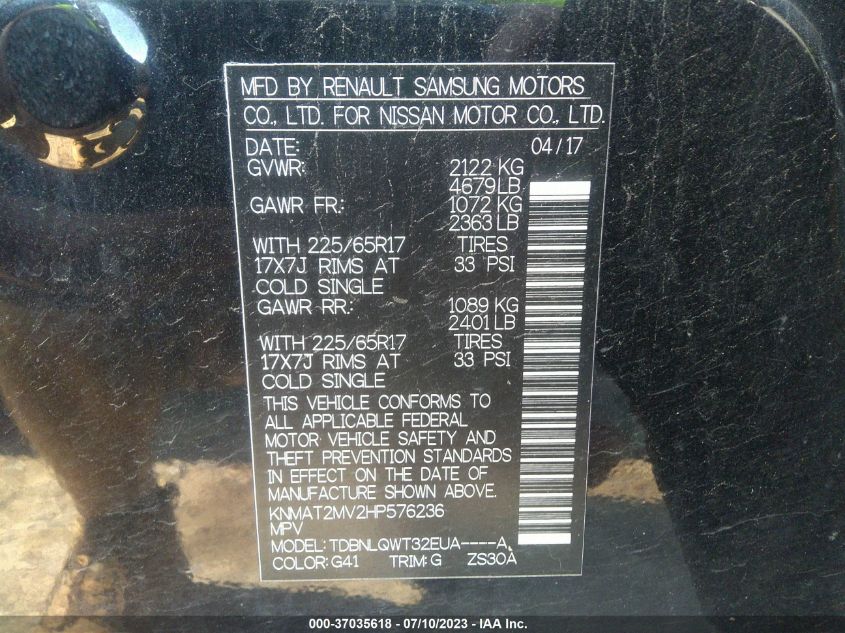 MFD BY RENAULT SAMSUNG MOTORS
CO., LTD. FOR NISSAN MOTOR CO., LTD.
DATE: 04/17
GVWR: 2122 KG
4679LB
GAWR FR.: 1072 KG
2363 LB
WITH 225/65R17 TIRES
17X7J RIMS AT 33 PSI
COLD SINGLE
GAWR RR.: 1089 KG
2401 LB
WITH 225/65R17 TIRES
17X7J RIMS AT 33 PSI
COLD SINGLE
THIS VEHICLE CONFORMS TO
ALL APPLICABLE FEDERAL
MOTOR VEHICLE SAFETY AND
THEFT PREVENTION STANDARDS
IN EFFECT ON THE DATE OF
MANUFACTURE SHOWN ABOVE.
KNMAT2MV2HP576236
MPV
MODEL: TDBNLQWT32EUA----A
COLOR:G41 TRIM:G ZS30A
000-37035618 - 07/10/2023 - IAA Inc.